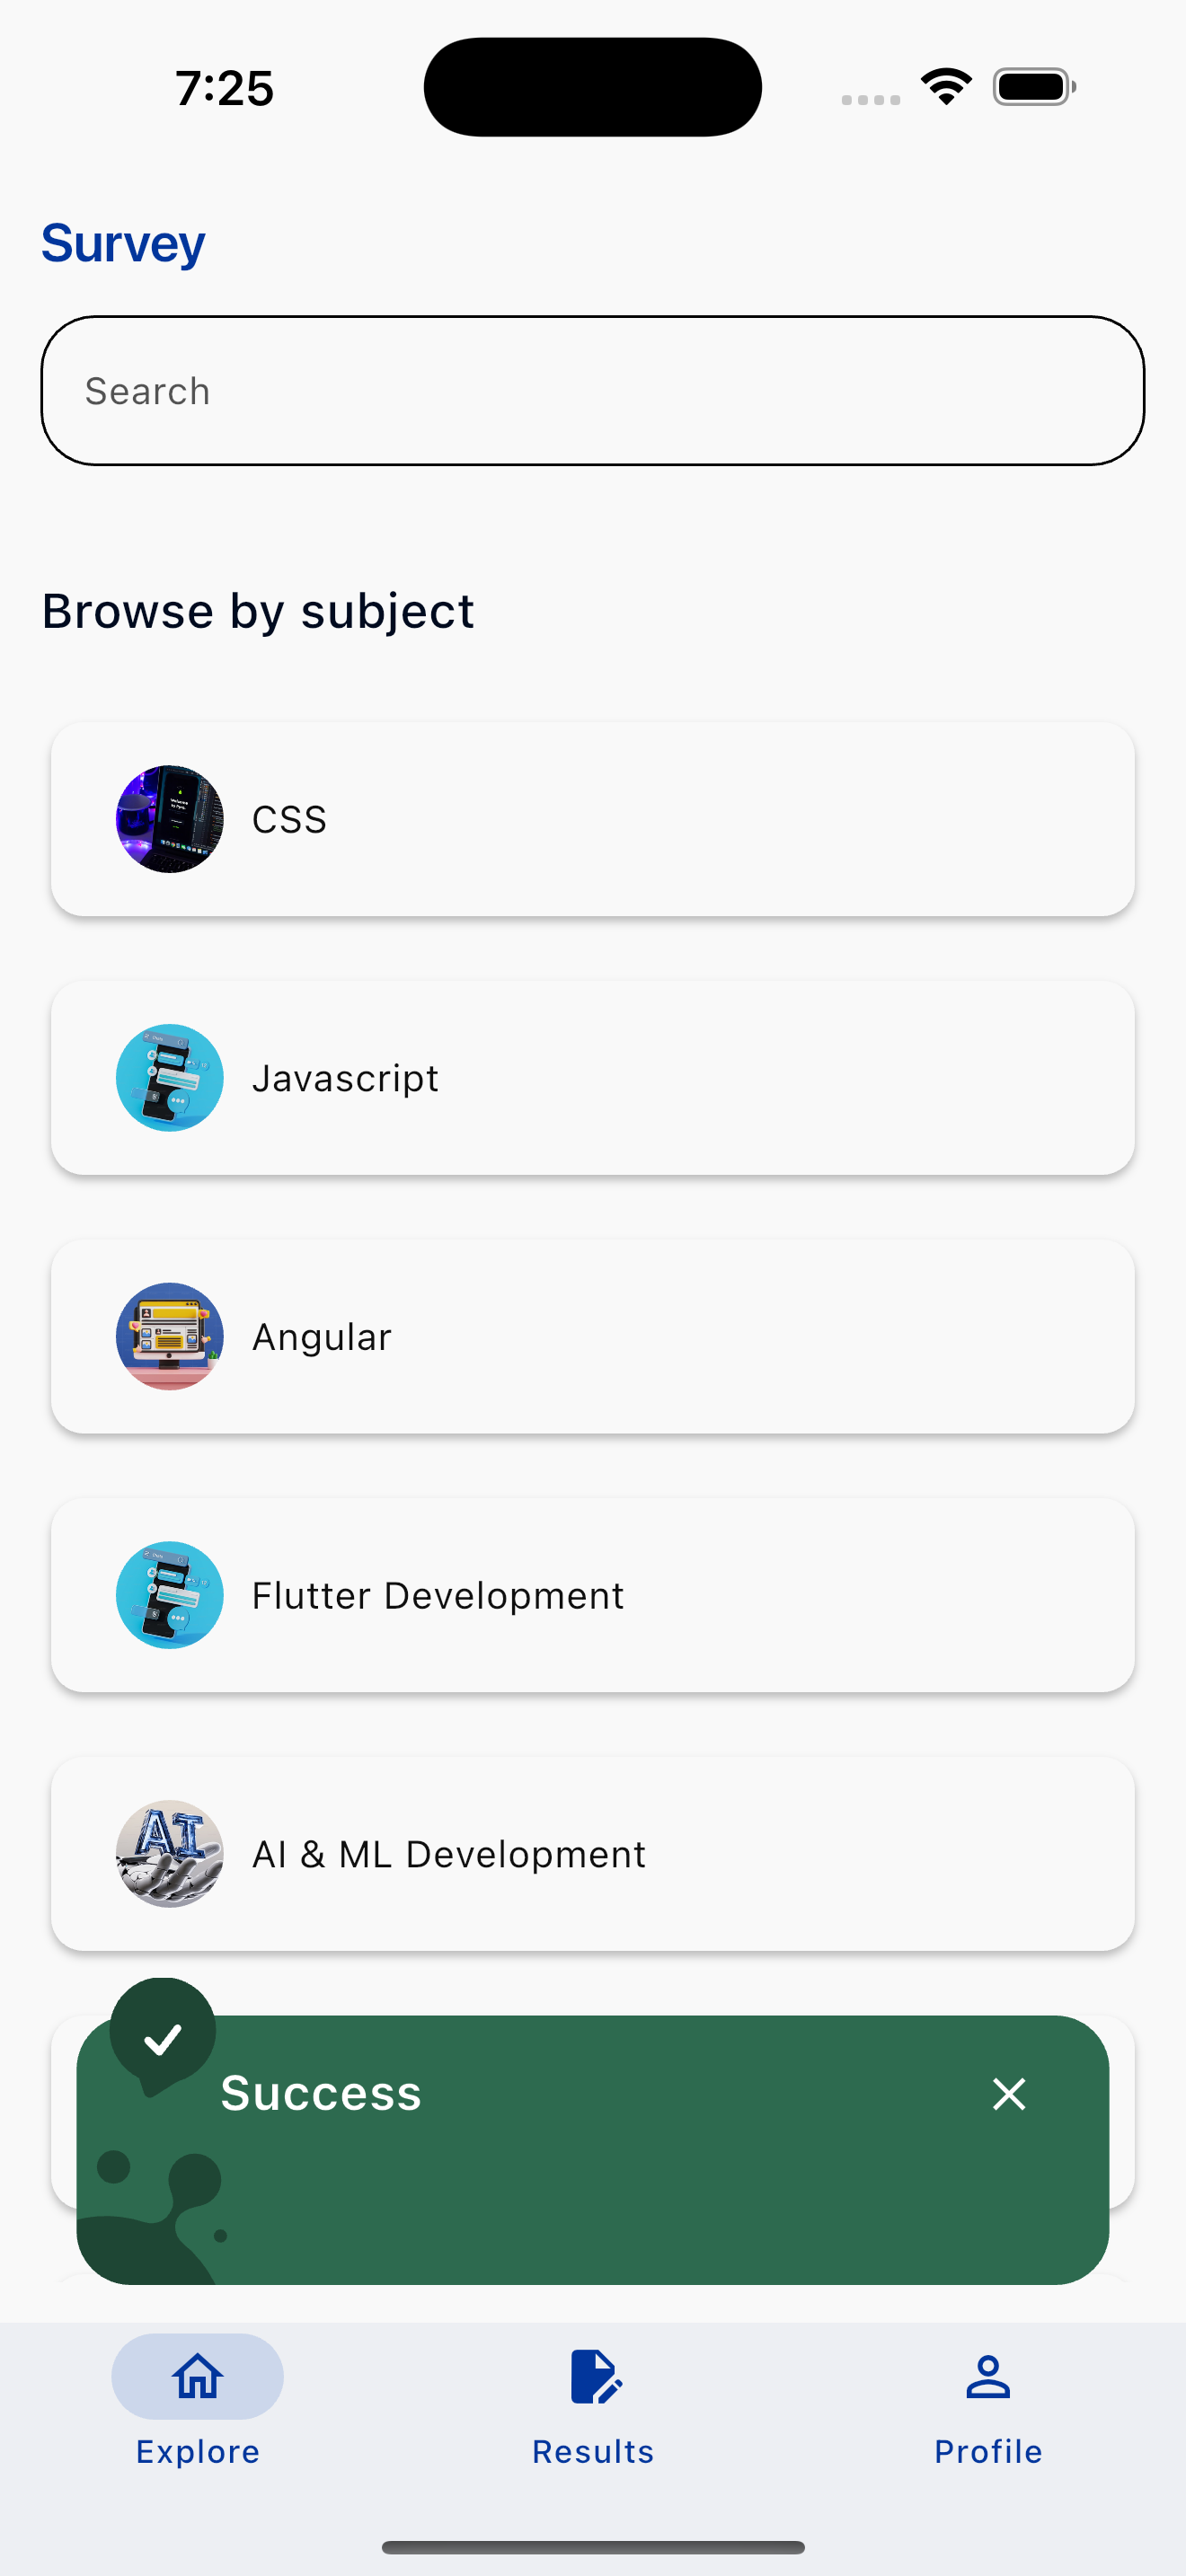 7:25
Survey
Search
Browse by subject
CSS
Javascript
Angular
Flutter Development
AI
AI & ML Development
Success
Explore
Results
Profile